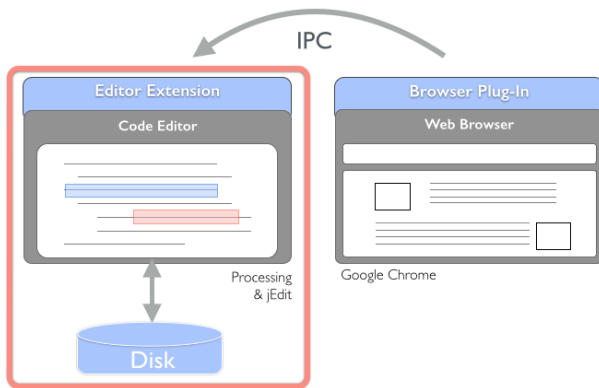 IPC
Editor Extension
Code Editor
Processing
& jEdit
Disk
Browser Plug-In
Web Browser
Google Chrome